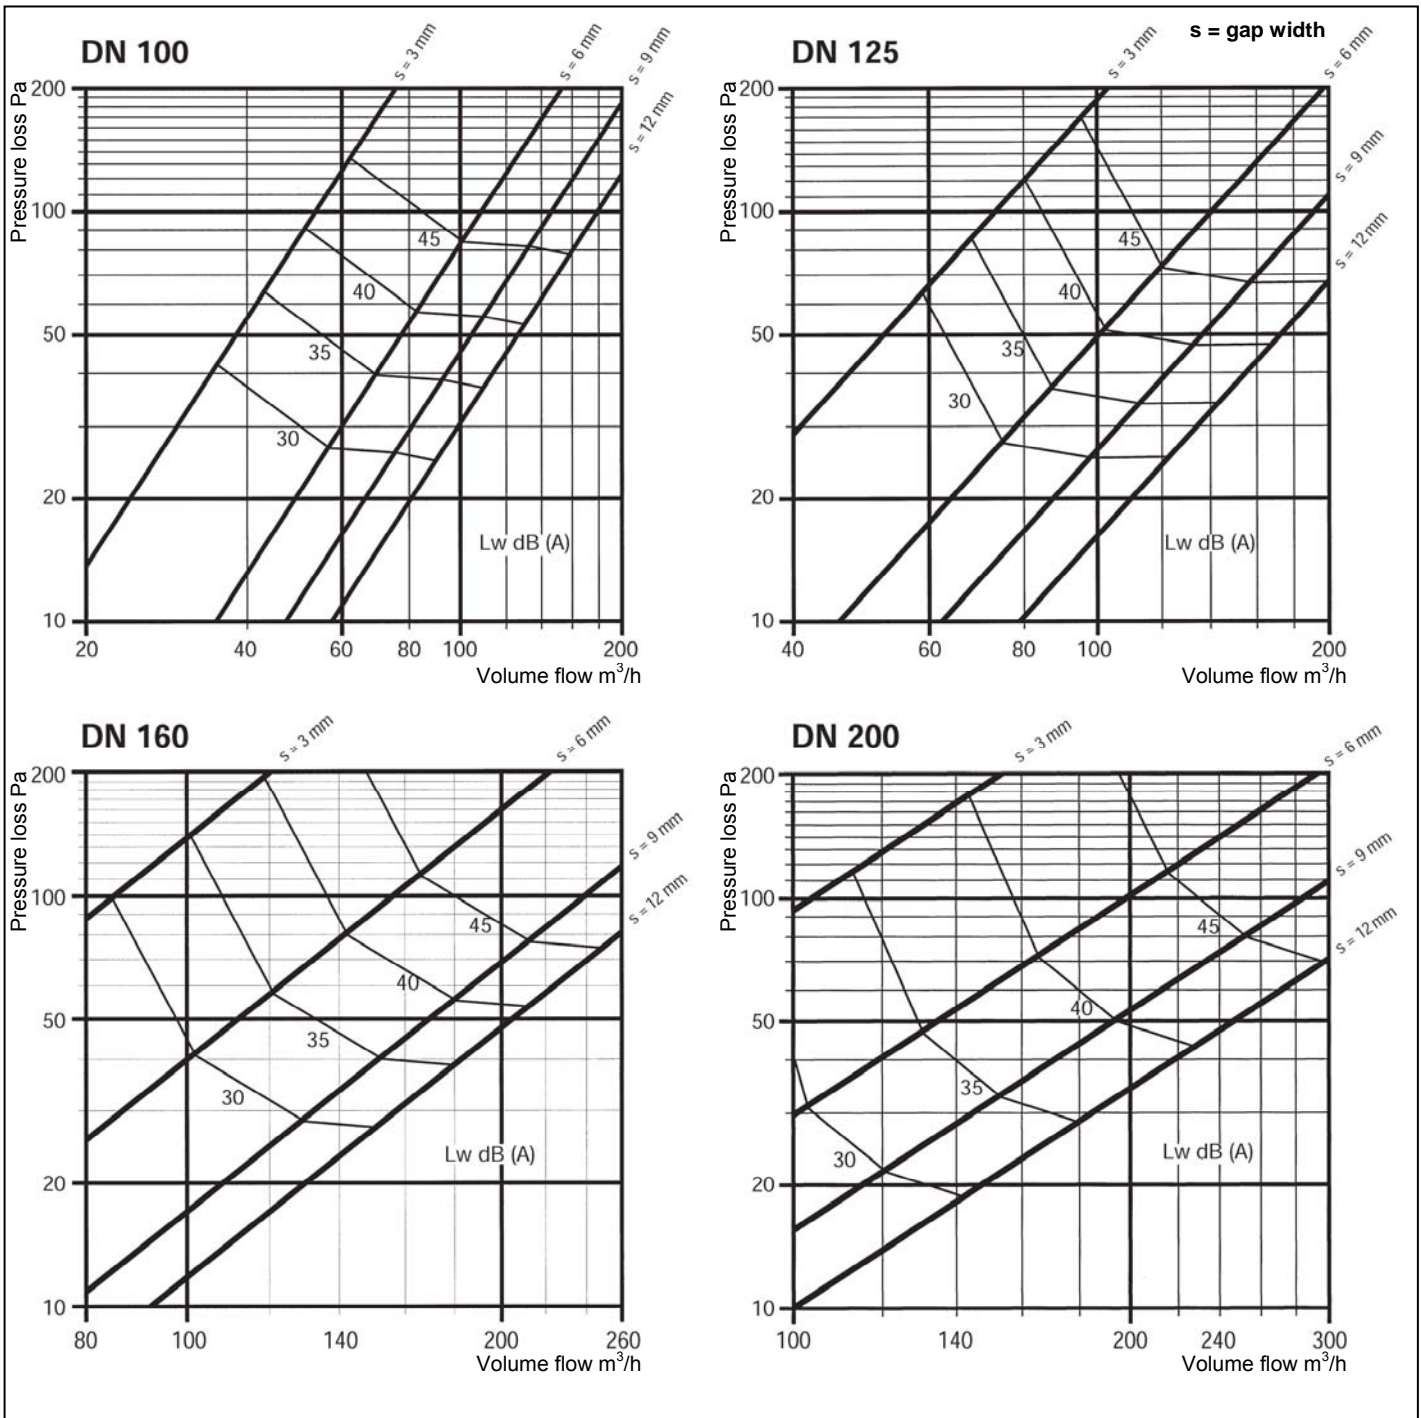 DN 100
s = 3 mm
s = 6 mm
s = 9 mm
s = 12 mm
Pressure loss Pa
200
100
50
20
10
45
40
35
30
Lw dB (A)
20 40 60 80 100 200
Volume flow m³/h
DN 125
s = gap width
s = 3 mm
s = 6 mm
s = 9 mm
s = 12 mm
Pressure loss Pa
200
100
50
20
10
45
40
35
30
Lw dB (A)
40 60 80 100 200
Volume flow m³/h
DN 160
s = 3 mm
s = 6 mm
s = 9 mm
s = 12 mm
Pressure loss Pa
200
100
50
20
10
45
40
35
30
Lw dB (A)
80 100 140 200 260
Volume flow m³/h
DN 200
s = 3 mm
s = 6 mm
s = 9 mm
s = 12 mm
Pressure loss Pa
200
100
50
20
10
45
40
35
30
Lw dB (A)
100 140 200 240 300
Volume flow m³/h